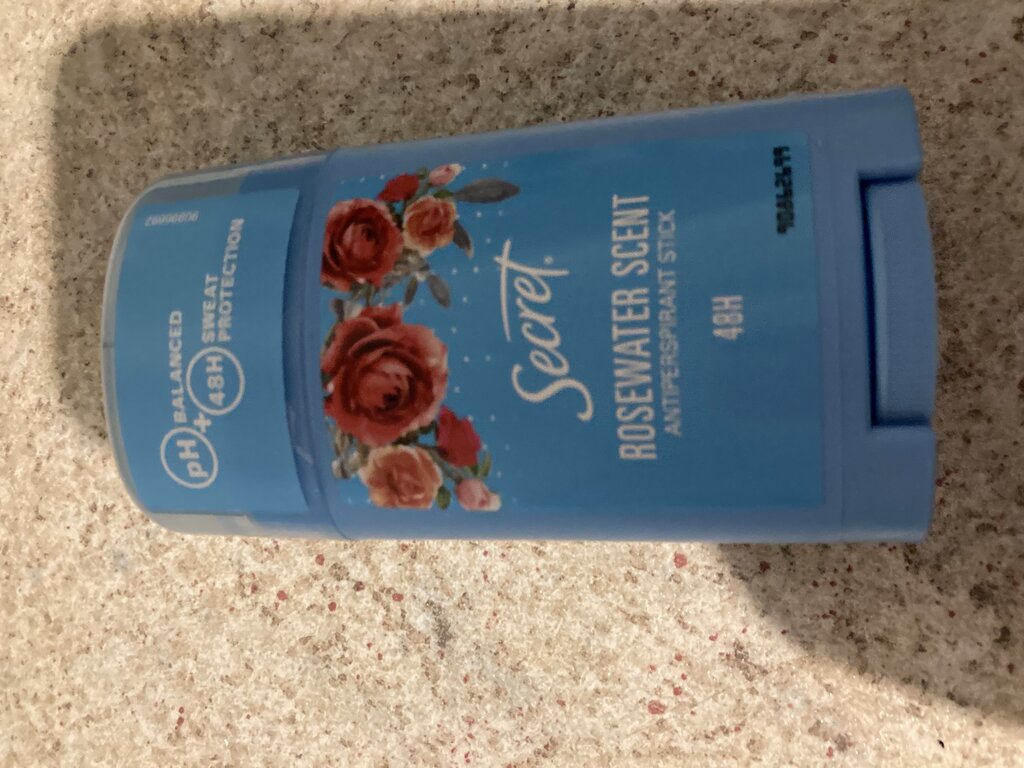 pH BALANCED
+
48H SWEAT
PROTECTION
Secret.
ROSEWATER SCENT
ANTIPERSPIRANT STICK
48H